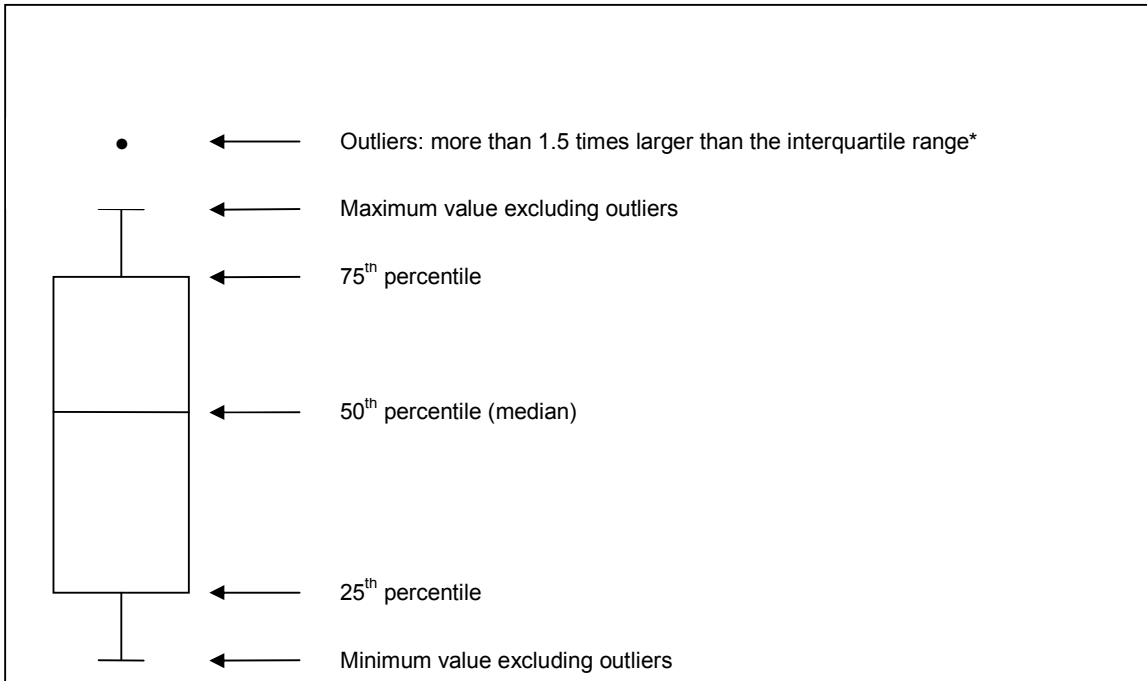 Outliers: more than 1.5 times larger than the interquartile range*
Maximum value excluding outliers
75th percentile
50th percentile (median)
25th percentile
Minimum value excluding outliers